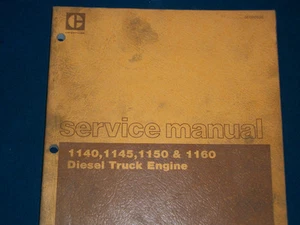 service manual
1140,1145,1150 & 1160
Diesel Truck Engine